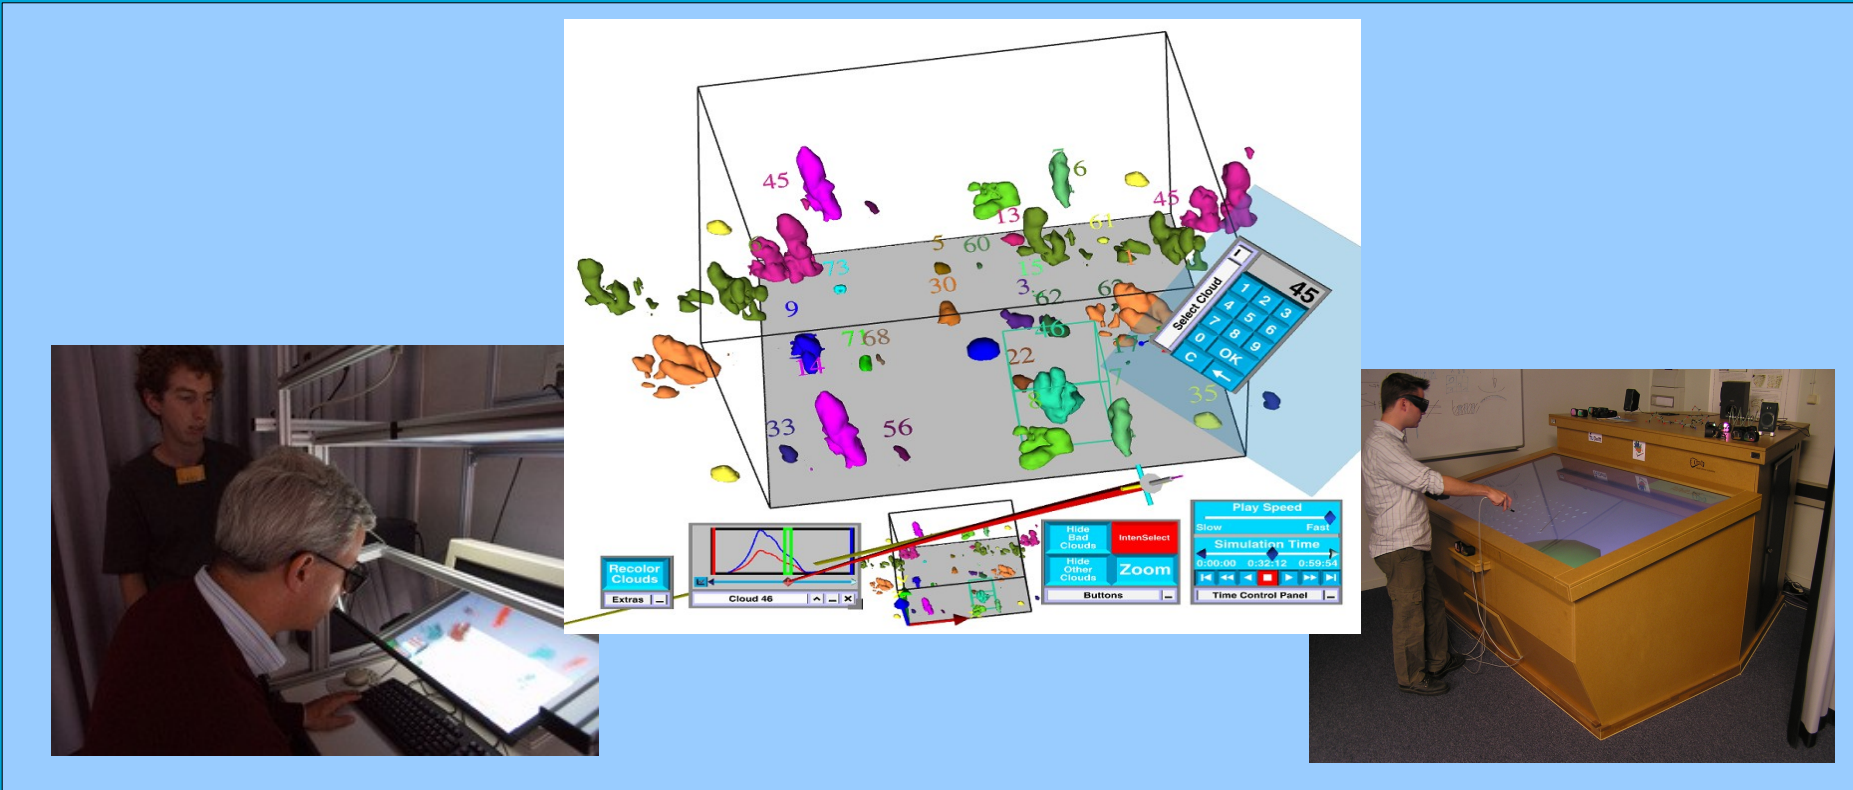 7
6
45
45
13
61
5
60
73
15
1
30
3
62
9
46
71
68
22
17
14
7
8
35
33
56
Select Cloud
45
1 2 3
4 5 6
7 8 9
0 OK
C ←
Recolor
Clouds
Extras
Cloud 46
Hide
Bad
Clouds
IntenSelect
Hide
Other
Clouds
Zoom
Buttons
Play Speed
Slow Fast
Simulation Time
0:00:00 0:32:12 0:59:54
Time Control Panel